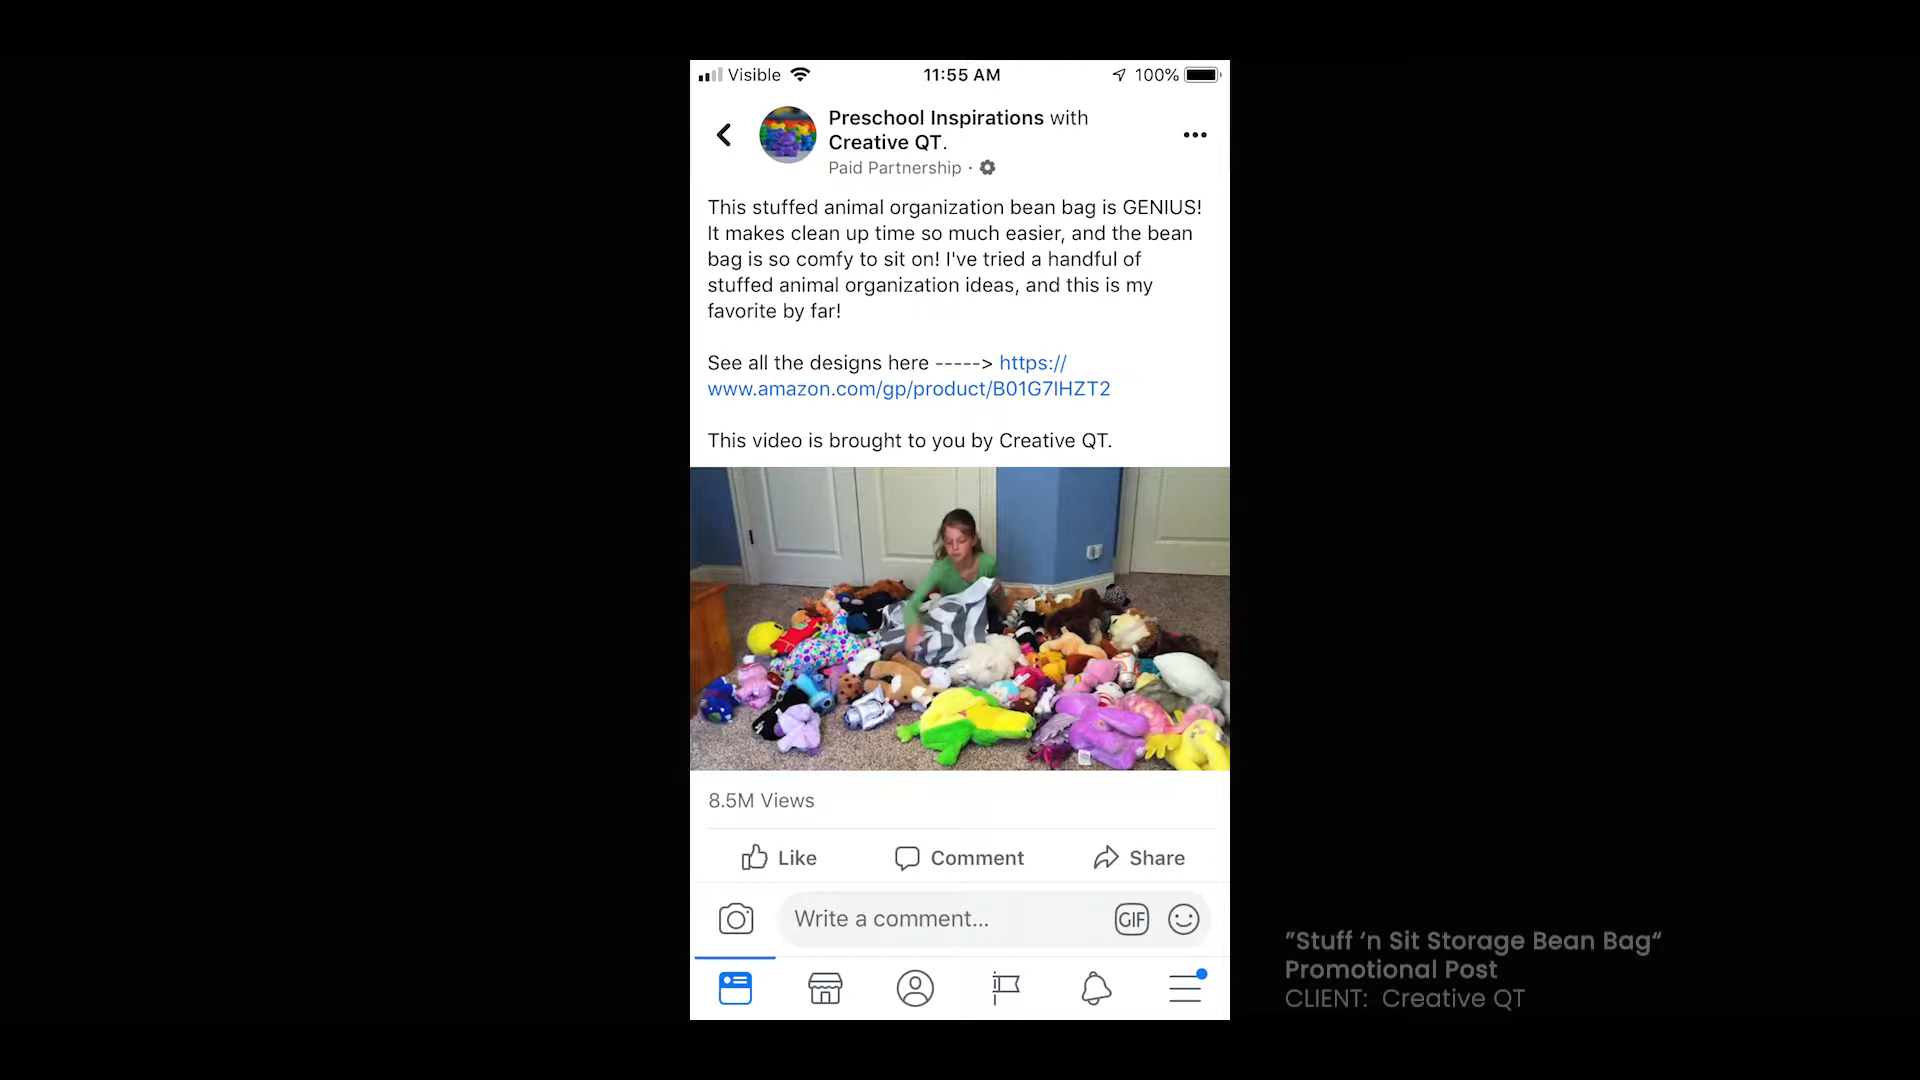 Visible
11:55 AM
100%
Preschool Inspirations with
Creative QT.
Paid Partnership ·
This stuffed animal organization bean bag is GENIUS!
It makes clean up time so much easier, and the bean
bag is so comfy to sit on! I've tried a handful of
stuffed animal organization ideas, and this is my
favorite by far!
See all the designs here -----> https://
www.amazon.com/gp/product/B01G7IHZT2
This video is brought to you by Creative QT.
8.5M Views
Like
Comment
Share
Write a comment...
GIF
”Stuff ‘n Sit Storage Bean Bag“
Promotional Post
CLIENT: Creative QT